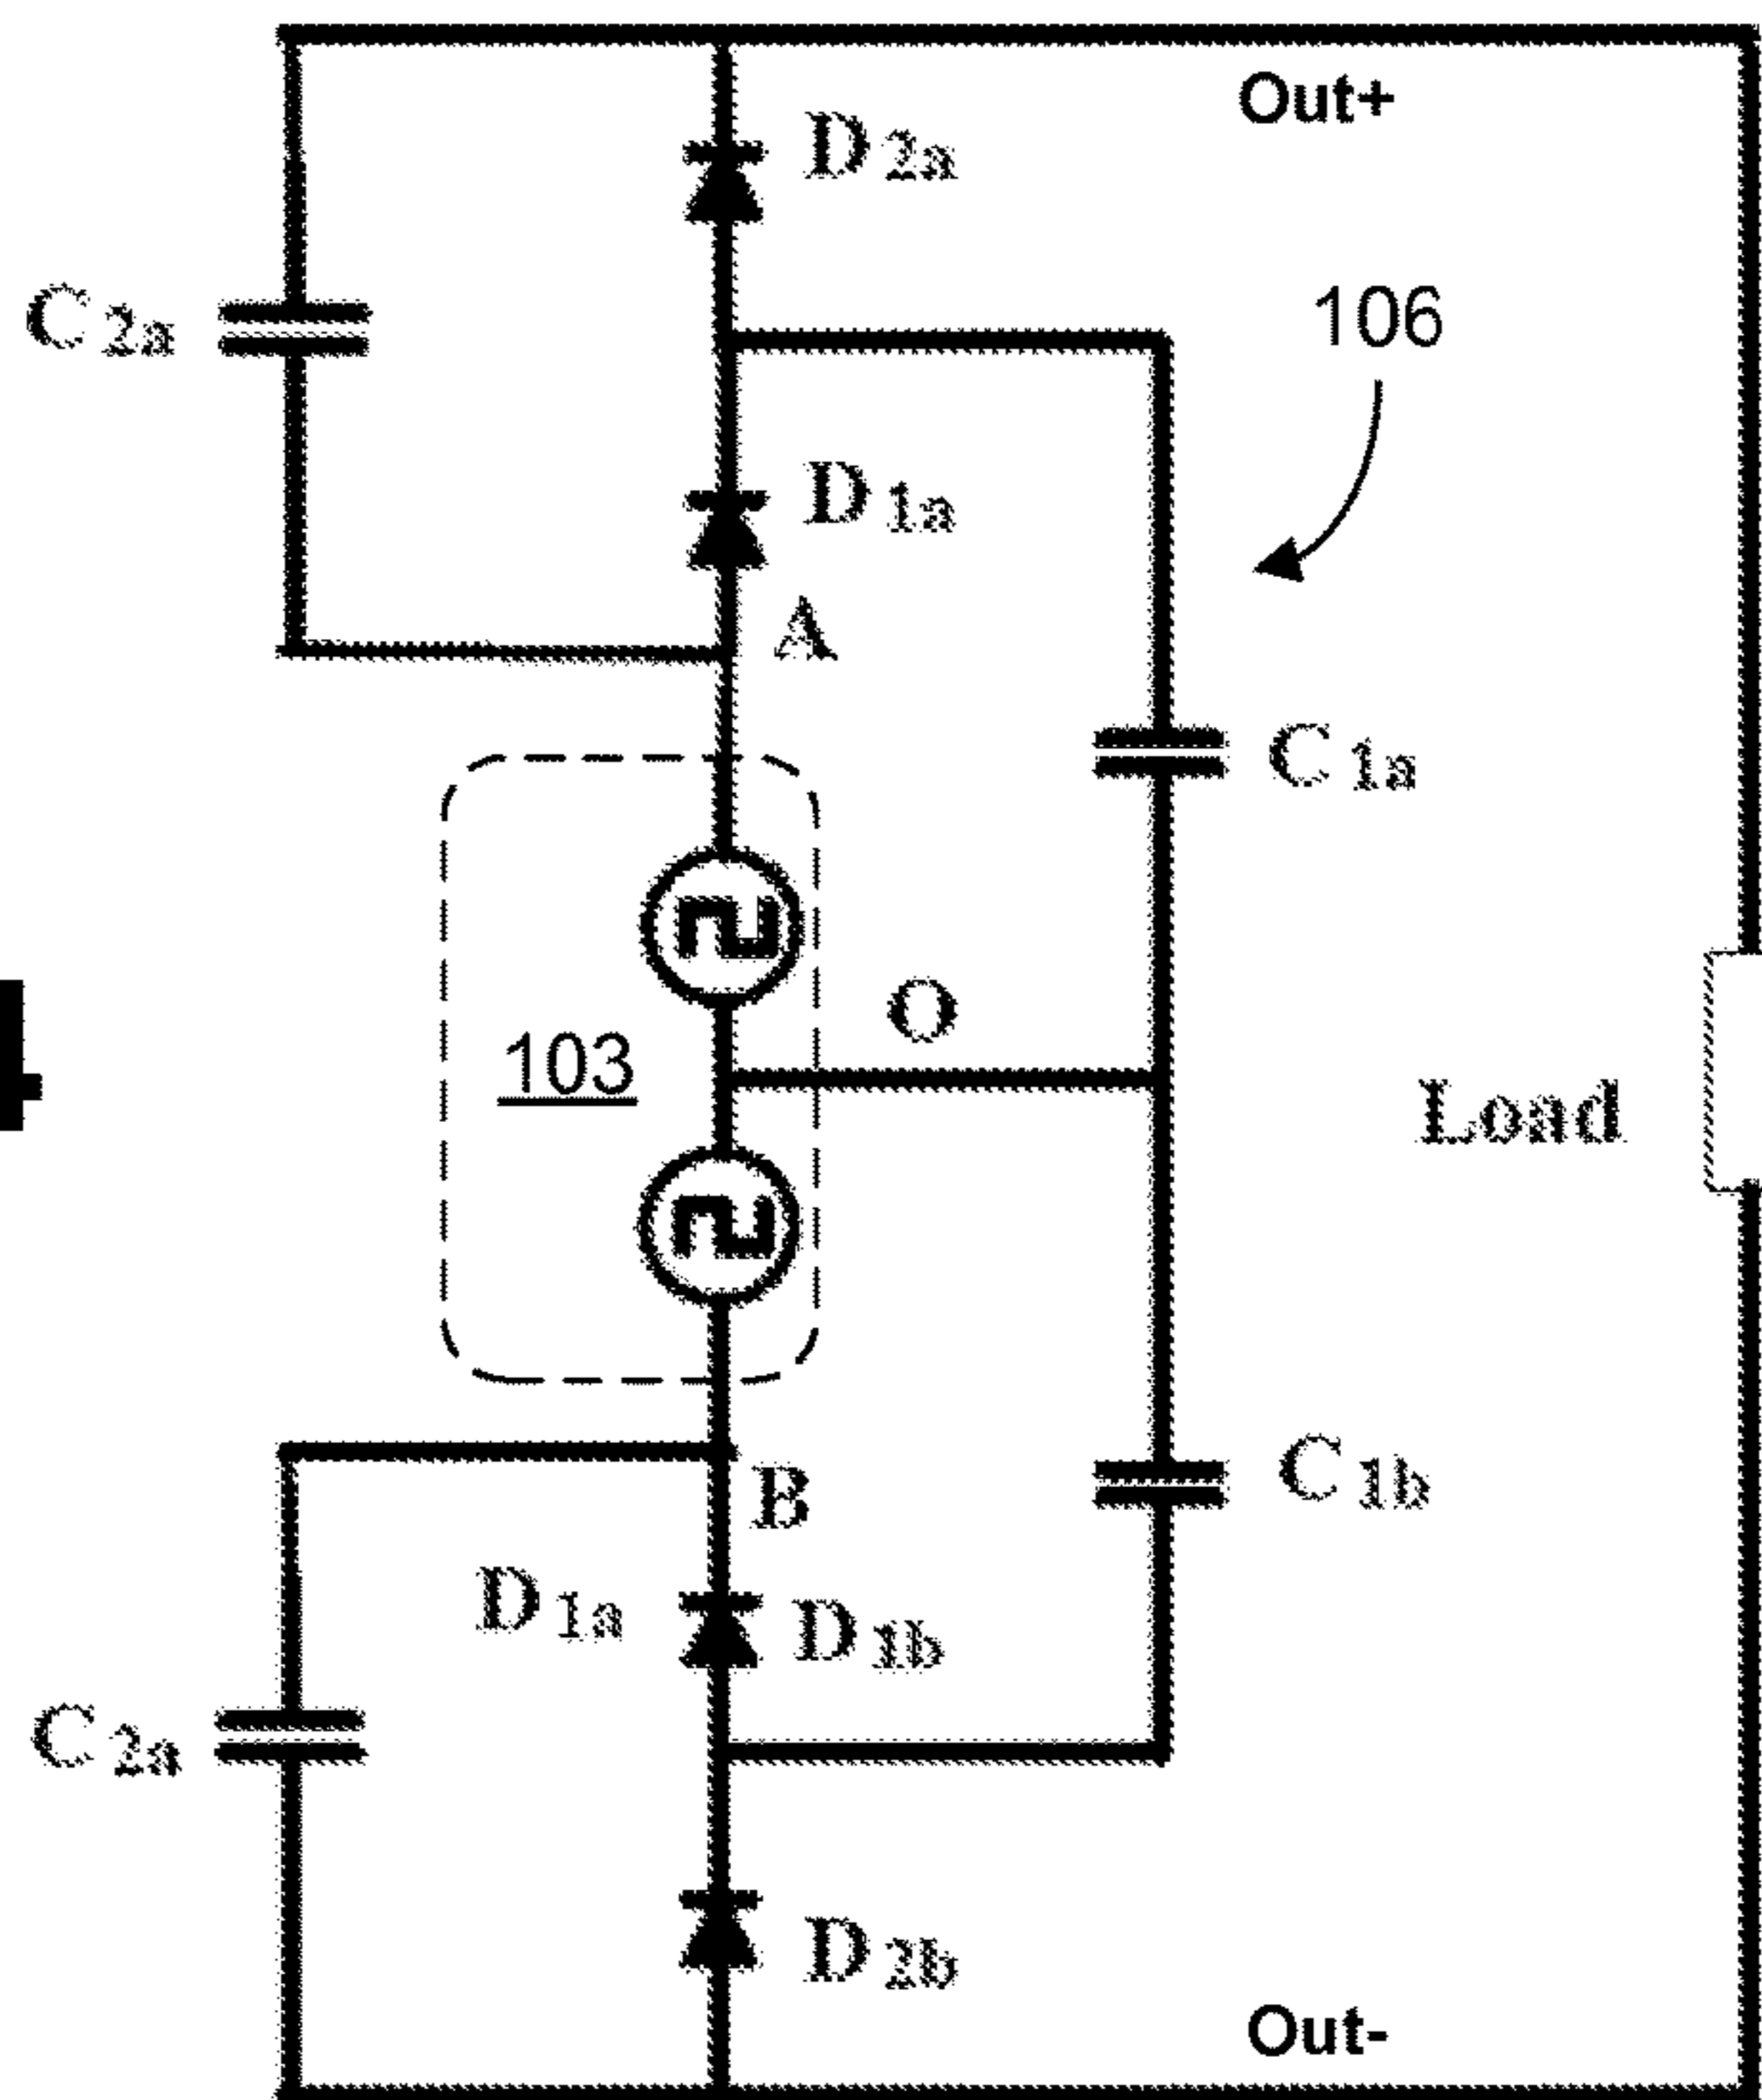 Out+
D2a
C2a
106
D1a
A
C1a
O
103
Load
B
C1b
D1a
D1b
C2a
D2b
Out-